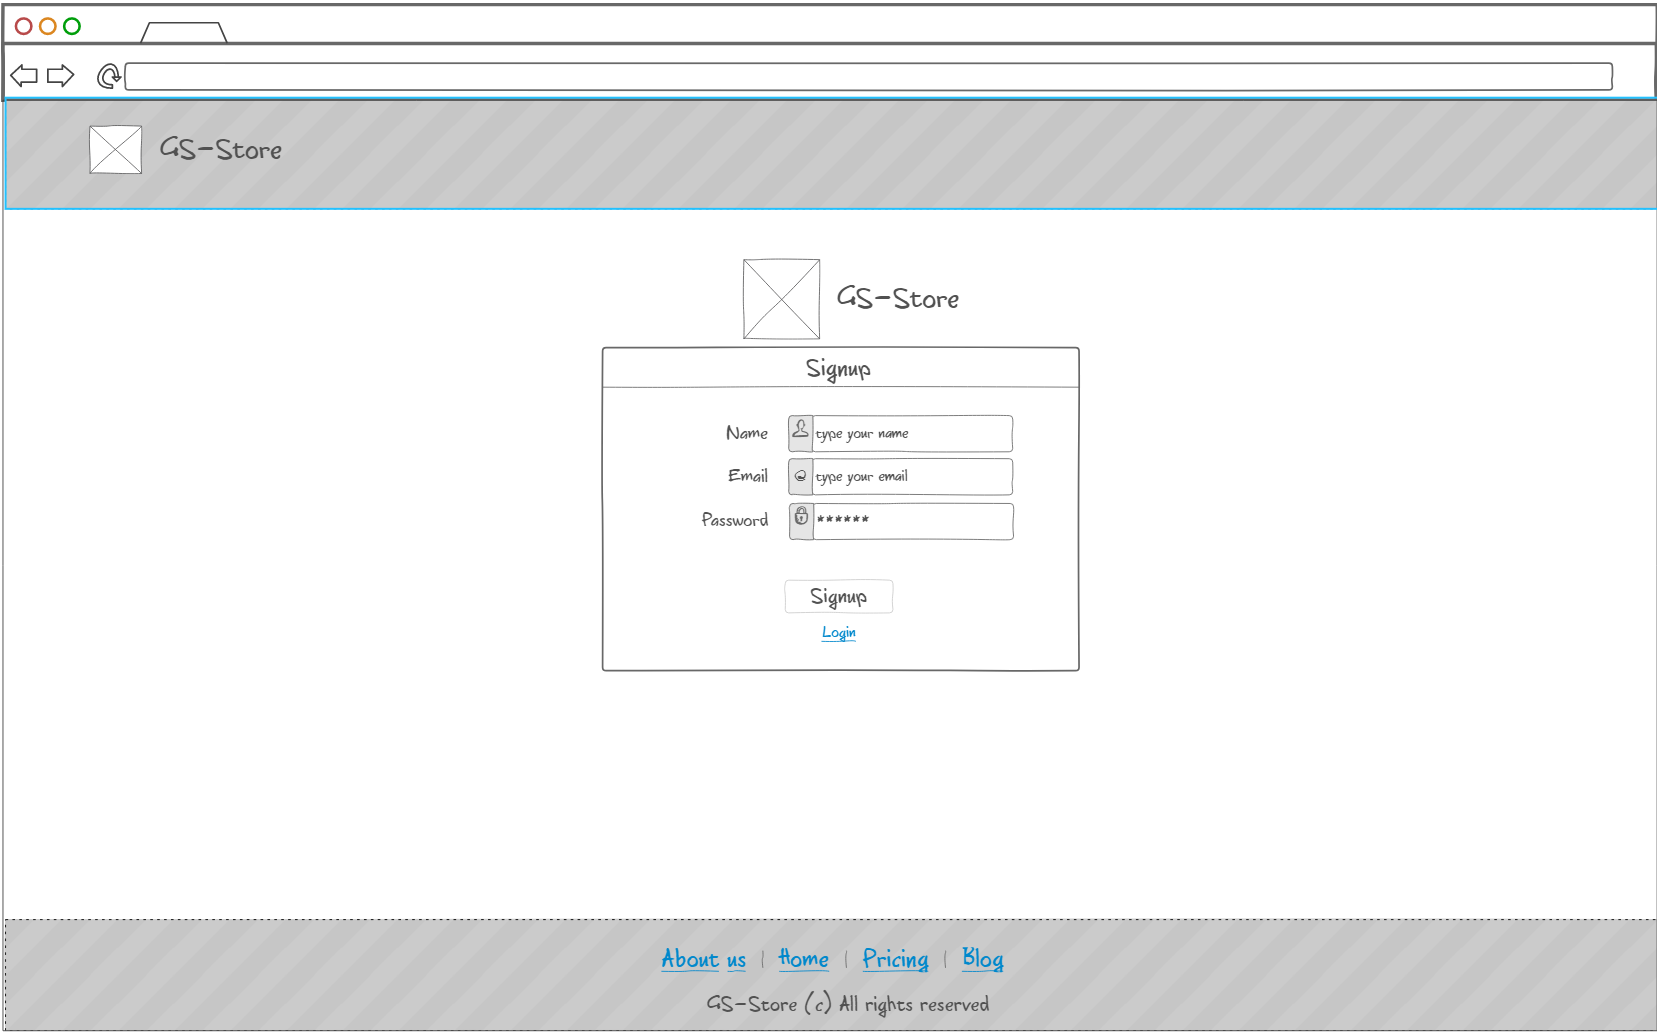 GS-Store
GS-Store
Signup
Name type your name
Email type your email
Password ******
Signup
Login
About us | Home | Pricing | Blog
GS-Store (c) All rights reserved